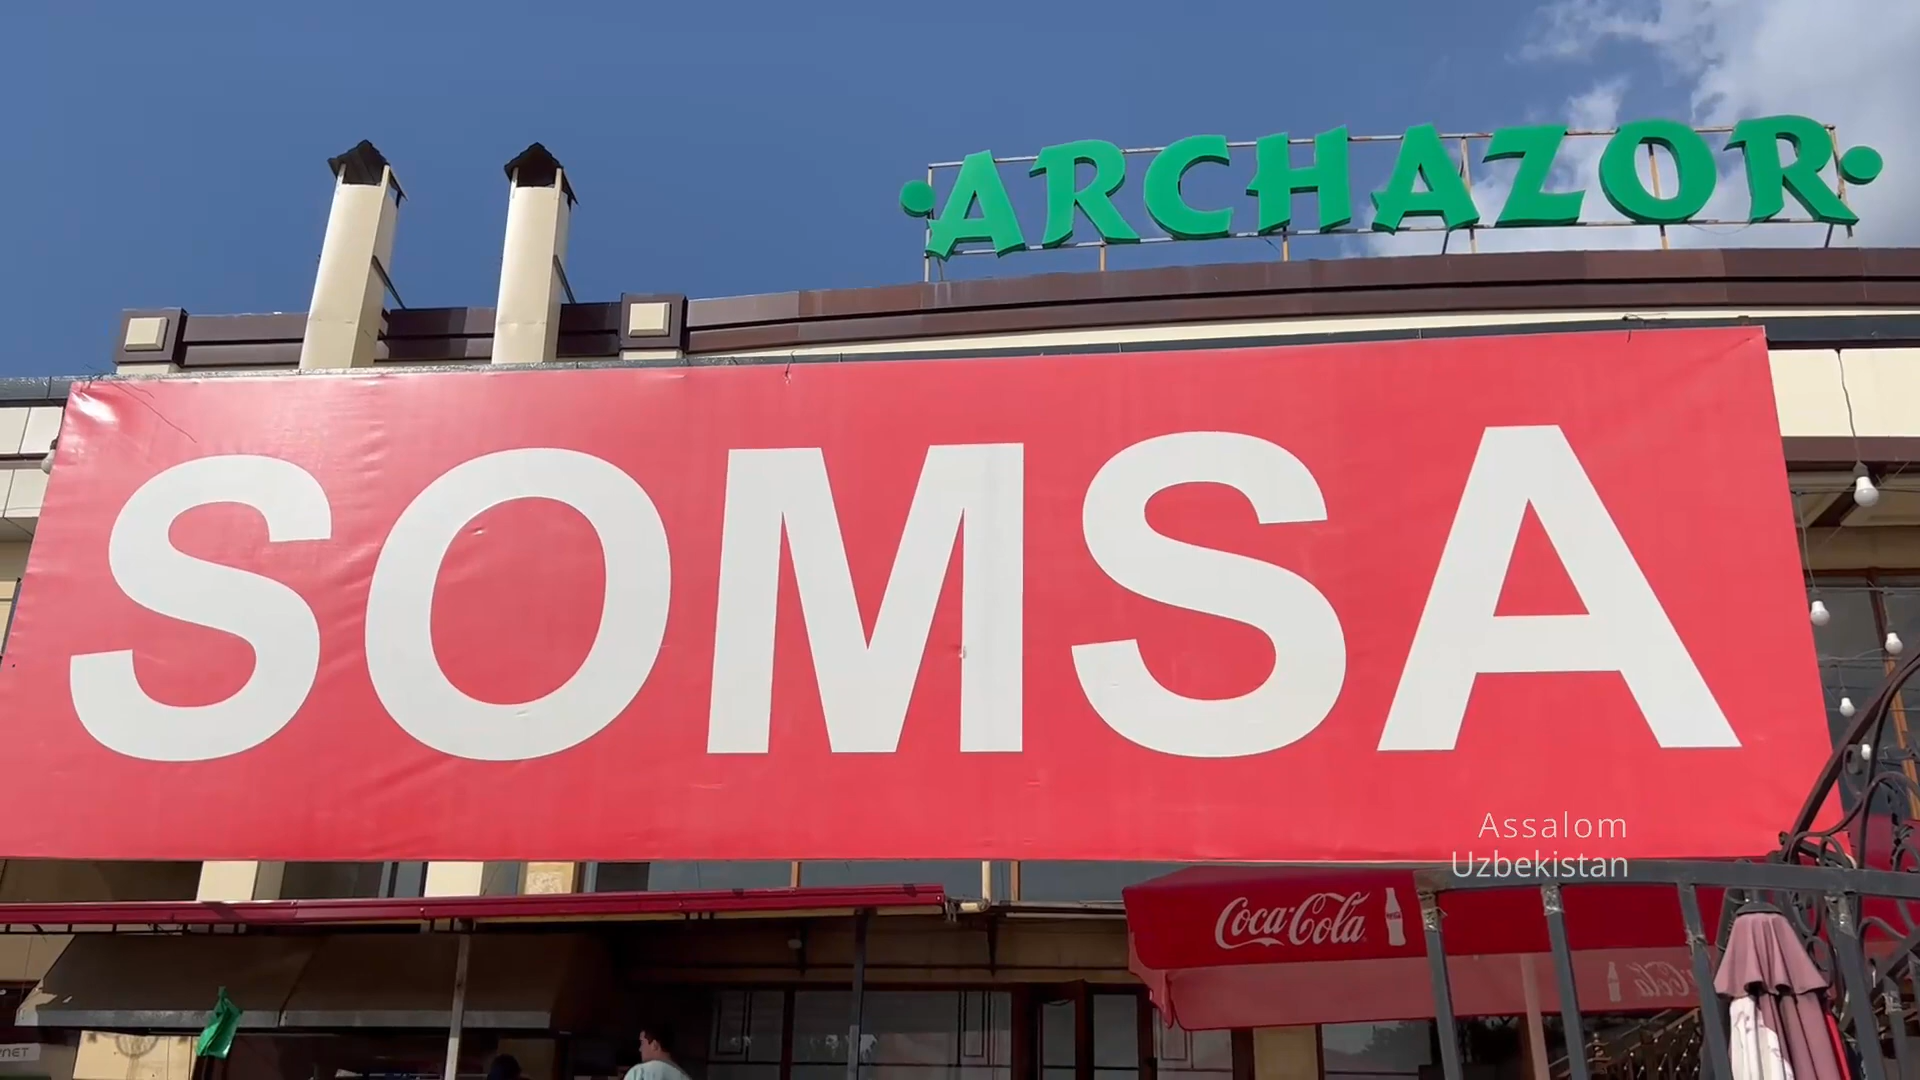 ARCHAZOR
SOMSA
Assalom
Uzbekistan
Coca-Cola